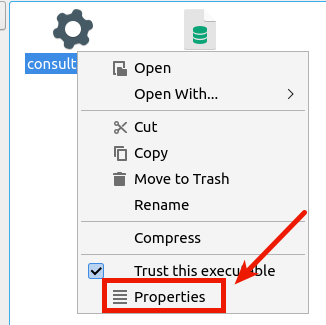 consult
Open
Open With...
Cut
Copy
Move to Trash
Rename
Compress
Trust this executable
Properties